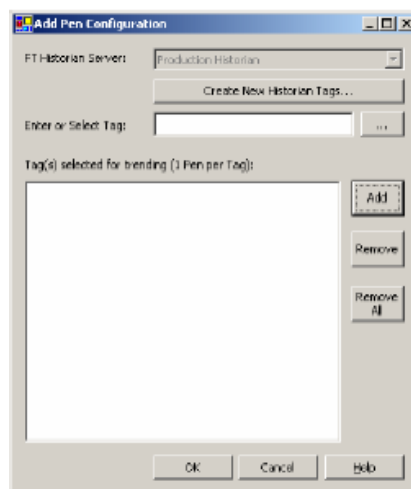 Add Pen Configuration
FT Historian Server:
Production Historian
Create New Historian Tags...
Enter or Select Tag:
...
Tag(s) selected for trending (1 Pen per Tag):
Add
Remove
Remove
All
OK
Cancel
Help